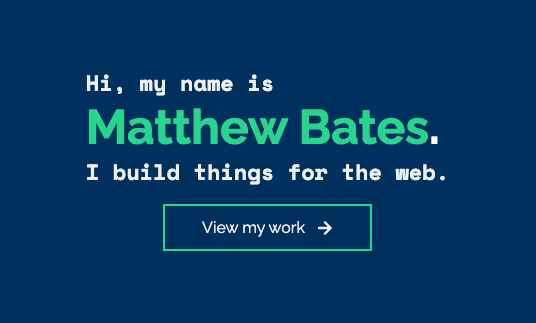 Hi, my name is
Matthew Bates.
I build things for the web.
View my work →